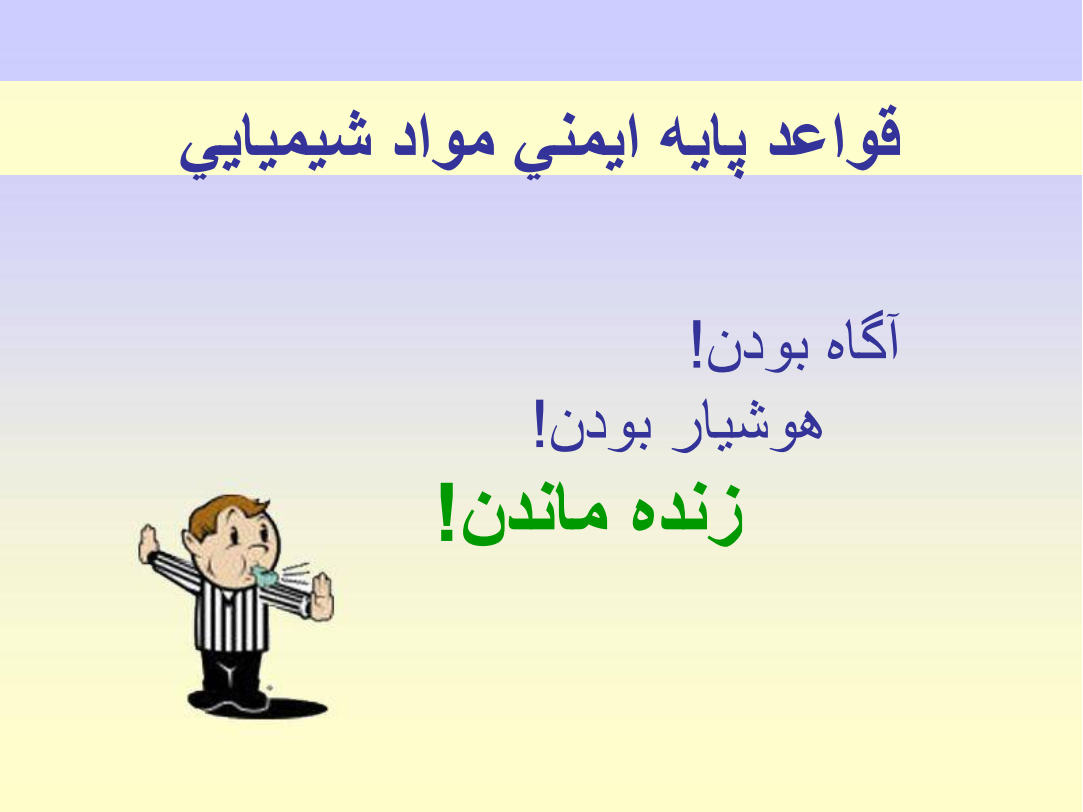 قواعد پايه ايمني مواد شيميايي
آگاه بودن!
هوشيار بودن!
زنده ماندن!